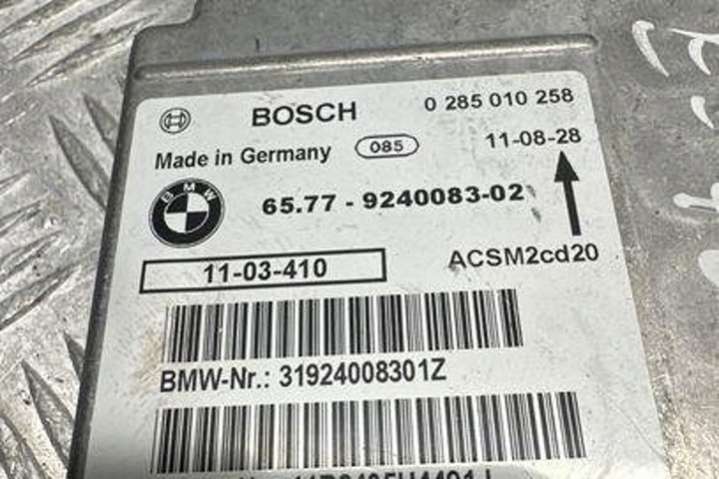 BOSCH 0 285 010 258
Made in Germany 085 11-08-28
BMW
65.77 - 9240083-02
11-03-410 ACSM2cd20
BMW-Nr.: 31924008301Z